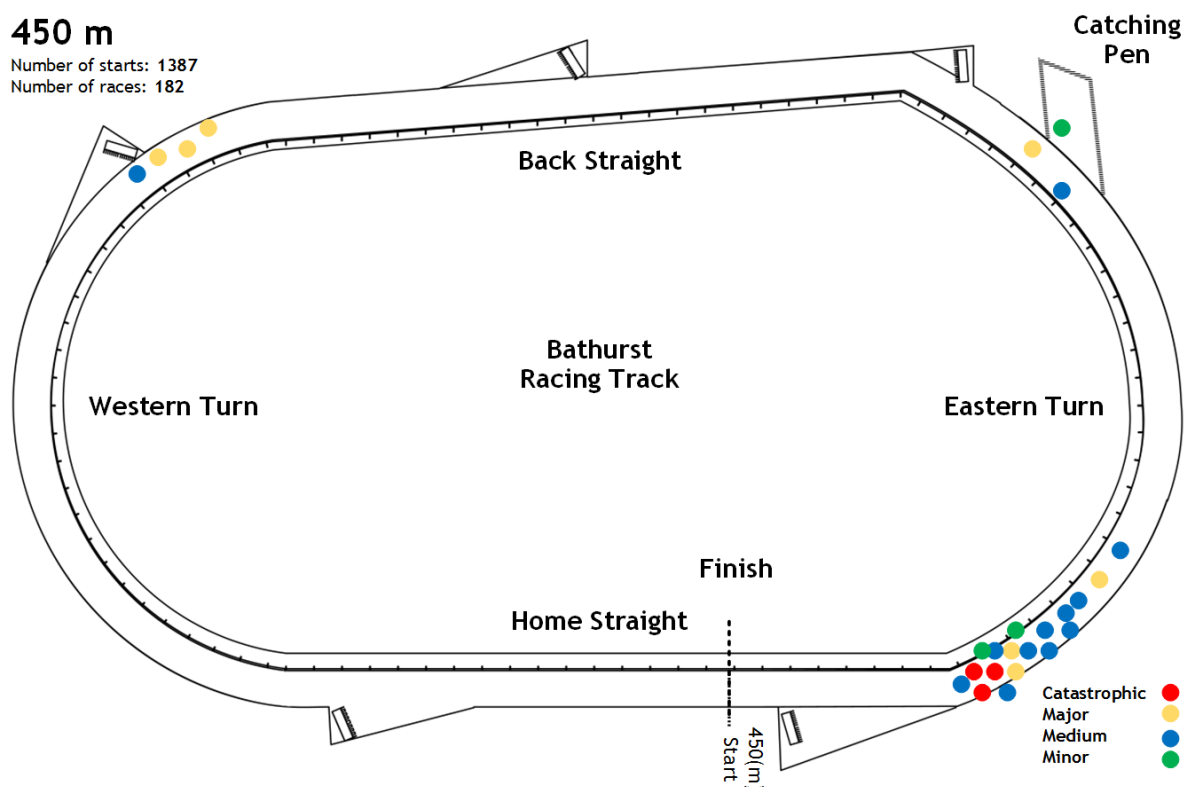 450 m
Number of starts: 1387
Number of races: 182
Catching
Pen
Back Straight
Bathurst
Racing Track
Western Turn
Eastern Turn
Finish
Home Straight
450(m)
Start
Catastrophic
Major
Medium
Minor